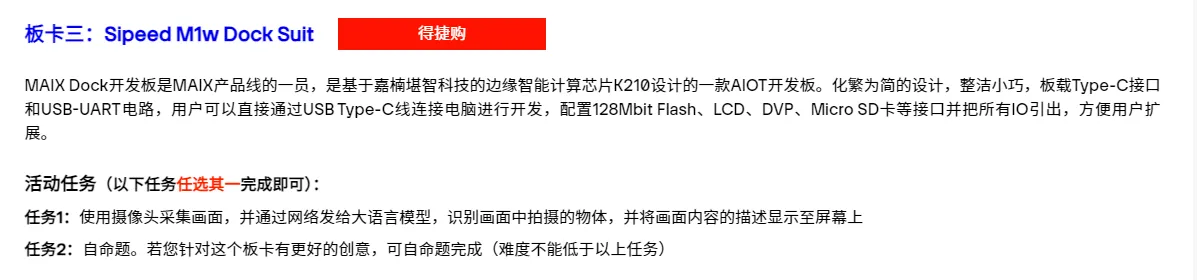 板卡三：Sipeed M1w Dock Suit
得捷购
MAIX Dock开发板是MAIX产品线的一员，是基于嘉楠堪智科技的边缘智能计算芯片K210设计的一款AIOT开发板。化繁为简的设计，整洁小巧，板载Type-C接口
和USB-UART电路，用户可以直接通过USB Type-C线连接电脑进行开发，配置128Mbit Flash、LCD、DVP、Micro SD卡等接口并把所有IO引出，方便用户扩
展。
活动任务（以下任务任选其一完成即可）：
任务1：使用摄像头采集画面，并通过网络发给大语言模型，识别画面中拍摄的物体，并将画面内容的描述显示至屏幕上
任务2：自命题。若您针对这个板卡有更好的创意，可自命题完成（难度不能低于以上任务）